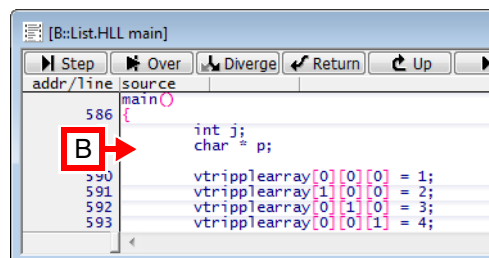 [B::List.HLL main]
Step Over Diverge Return Up
addr/line source
main()
586 {
int j;
B char * p;
590 vtripplearray[0][0][0] = 1;
591 vtripplearray[1][0][0] = 2;
592 vtripplearray[0][1][0] = 3;
593 vtripplearray[0][0][1] = 4;